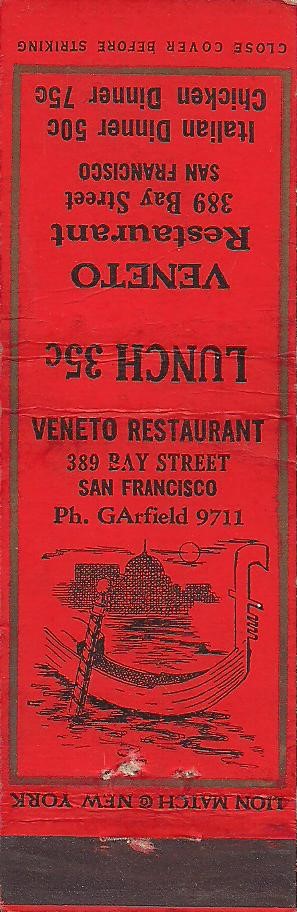 CLOSE COVER BEFORE STRIKING
VENETO
Restaurant
389 Bay Street
SAN FRANCISCO
Italian Dinner 50c
Chicken Dinner 75c
LUNCH 35c
VENETO RESTAURANT
389 BAY STREET
SAN FRANCISCO
Ph. GArfield 9711
LION MATCH © NEW YORK